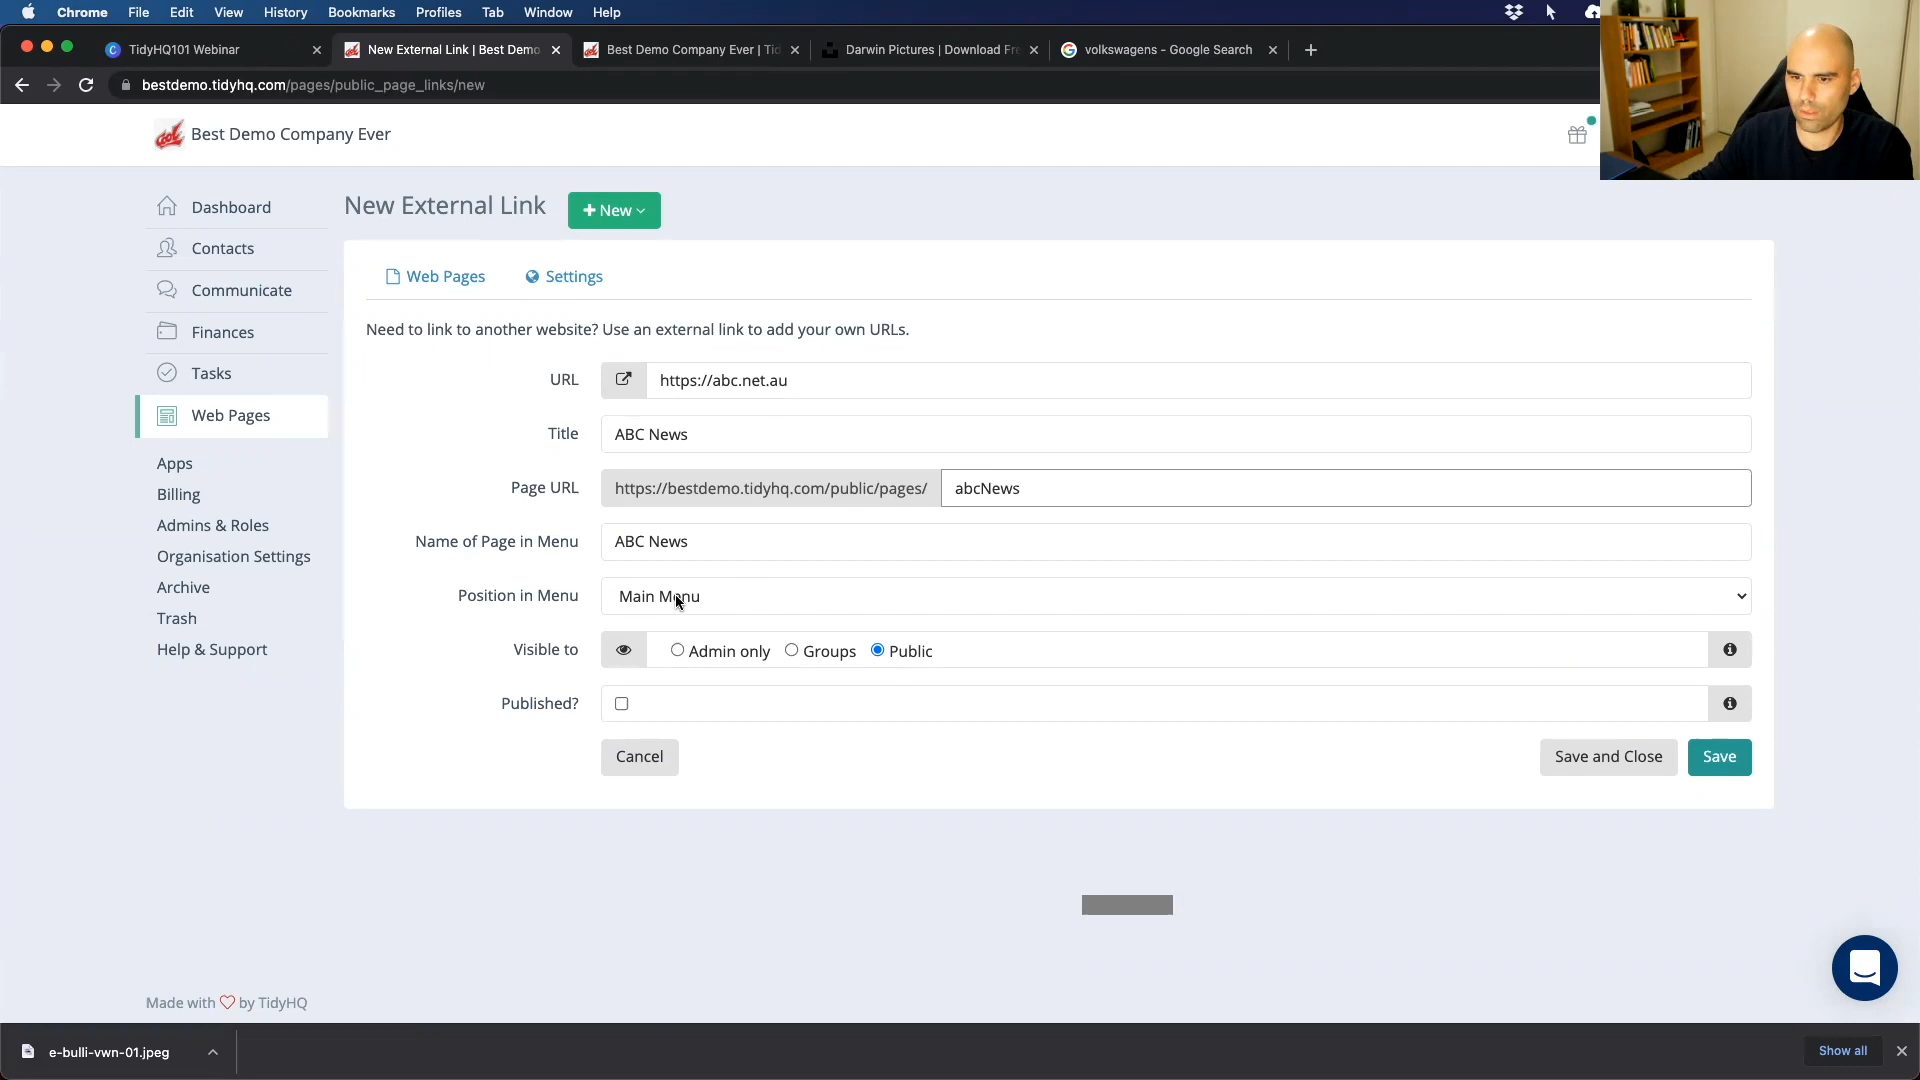 Chrome File Edit View History Bookmarks Profiles Tab Window Help
TidyHQ101 Webinar
New External Link | Best Demo
Best Demo Company Ever | Tid
Darwin Pictures | Download Fre
volkswagens - Google Search
bestdemo.tidyhq.com/pages/public_page_links/new
Best Demo Company Ever
Dashboard
Contacts
Communicate
Finances
Tasks
Web Pages
Apps
Billing
Admins & Roles
Organisation Settings
Archive
Trash
Help & Support
New External Link
New
Web Pages Settings
Need to link to another website? Use an external link to add your own URLs.
URL https://abc.net.au
Title ABC News
Page URL https://bestdemo.tidyhq.com/public/pages/ abcNews
Name of Page in Menu ABC News
Position in Menu Main Menu
Visible to Admin only Groups Public
Published?
Cancel Save and Close Save
Made with by TidyHQ
e-bulli-vwn-01.jpeg
Show all